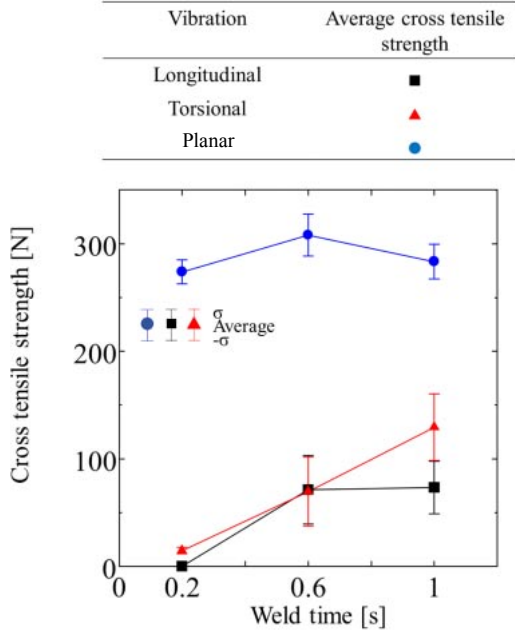 Vibration Average cross tensile
strength
Longitudinal
Torsional
Planar
Cross tensile strength [N]
300
σ
Average
-σ
200
100
0
0 0.2 0.6 1
Weld time [s]